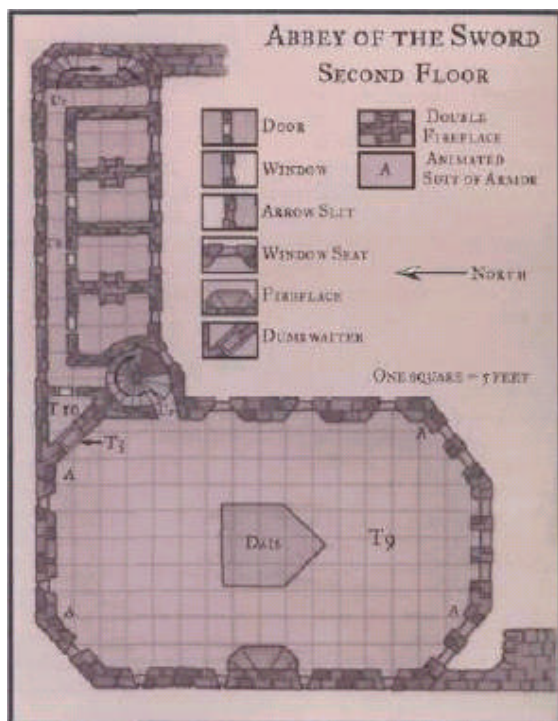 ABBEY OF THE SWORD
SECOND FLOOR
DOOR
DOUBLE
FIREPLACE
WINDOW
A
ANIMATED
SUIT OF ARMOR
ARROW SLIT
WINDOW SEAT
NORTH
FIREPLACE
DUMBWAITER
ONE SQUARE = 5 FEET
T10
T3
A
A
DAIS
T9
A
A